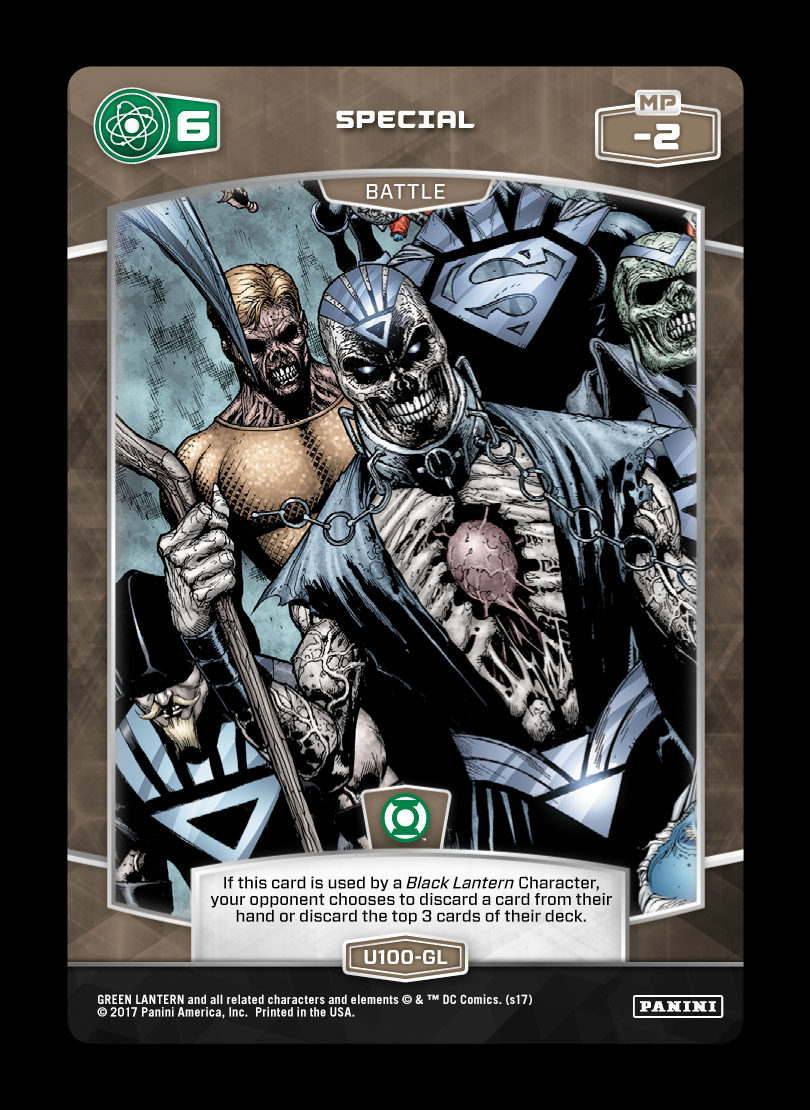 6
SPECIAL
MP
-2
BATTLE
If this card is used by a Black Lantern Character,
your opponent chooses to discard a card from their
hand or discard the top 3 cards of their deck.
U100-GL
GREEN LANTERN and all related characters and elements © & ™ DC Comics. (s17)
© 2017 Panini America, Inc. Printed in the USA.
PANINI